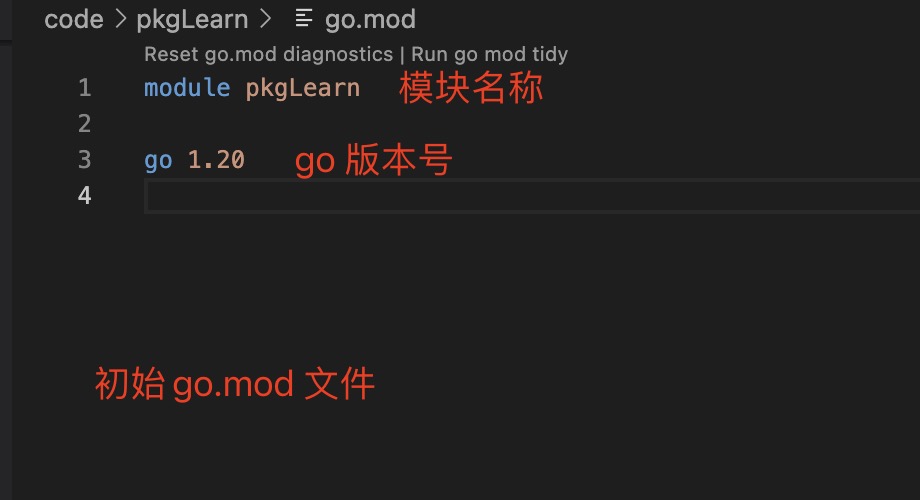 code > pkgLearn > go.mod
Reset go.mod diagnostics | Run go mod tidy
1 module pkgLearn 模块名称
2
3 go 1.20 go 版本号
4
初始 go.mod 文件